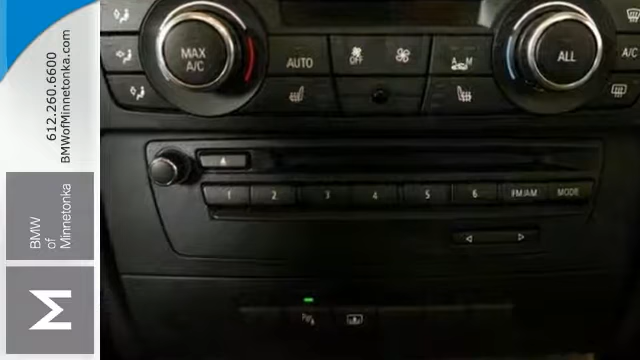 612.260.6600
BMWofMinnetonka.com
BMW
of
Minnetonka
M
MAX
A/C
AUTO
OFF
A M
ALL
A/C
1 2 3 4 5 6 FM/AM MODE